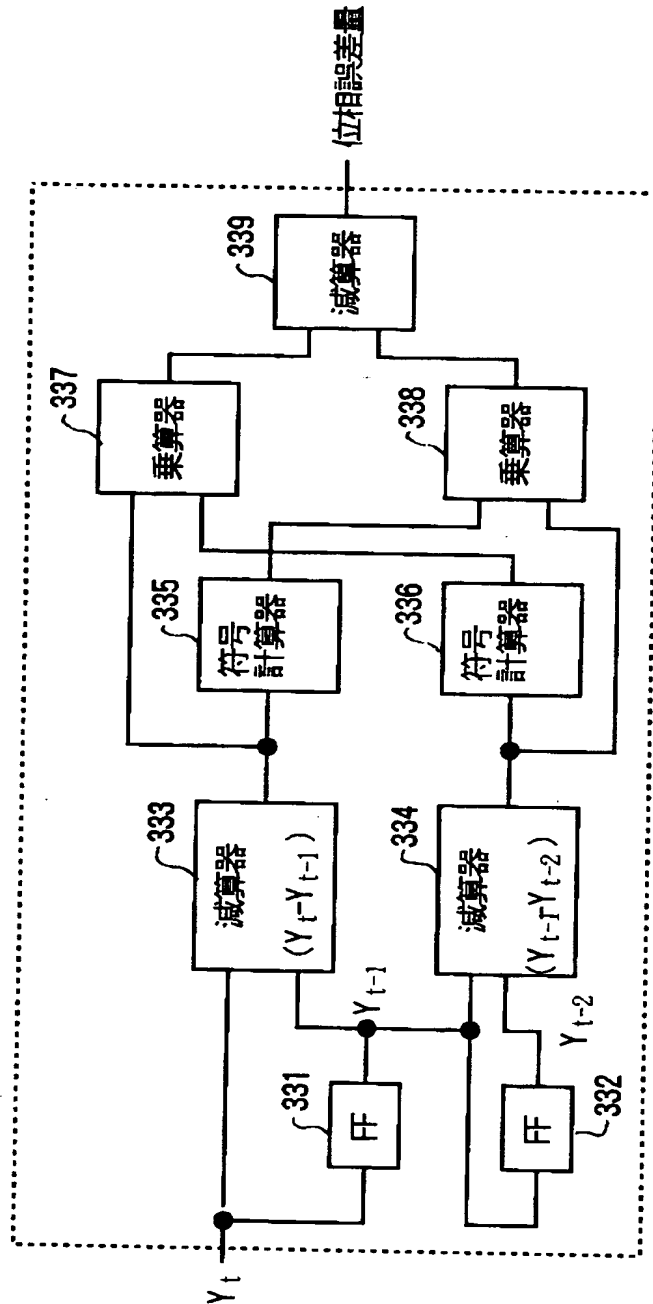 Y_t
331
FF
Y_{t-1}
332
FF
Y_{t-2}
333
減算器
(Y_t-Y_{t-1})
334
減算器
(Y_{t-1}-Y_{t-2})
335
符号
計算器
336
符号
計算器
337
乗算器
338
乗算器
339
減算器
位相誤差量